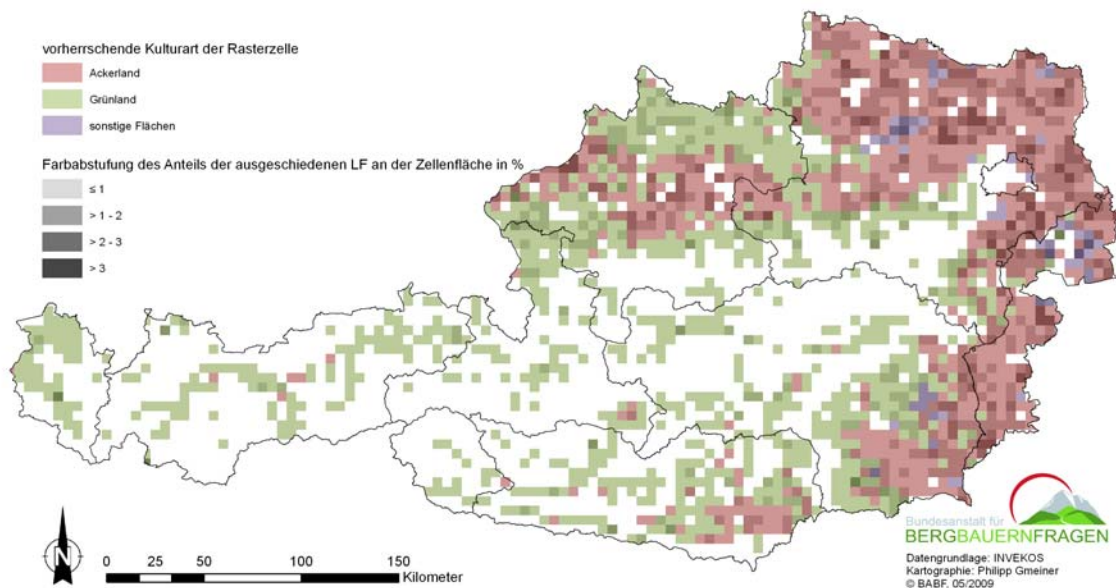 vorherrschende Kulturart der Rasterzelle
Ackerland
Grünland
sonstige Flächen
Farbabstufung des Anteils der ausgeschiedenen LF an der Zellenfläche in %
≤ 1
> 1 - 2
> 2 - 3
> 3
N
0 25 50 100 150
Kilometer
Bundesanstalt für
BERGBAUERNFRAGEN
Datengrundlage: INVEKOS
Kartographie: Philipp Gmeiner
© BABF, 05/2009